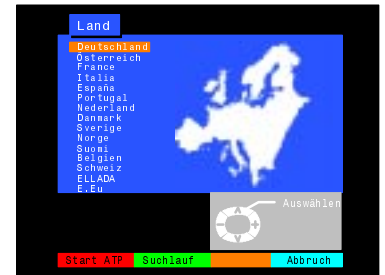 Land
Deutschland
Österreich
France
Italia
España
Portugal
Nederland
Danmark
Sverige
Norge
Suomi
Belgien
Schweiz
ELLADA
E.Eu
Auswählen
Start ATP Suchlauf Abbruch